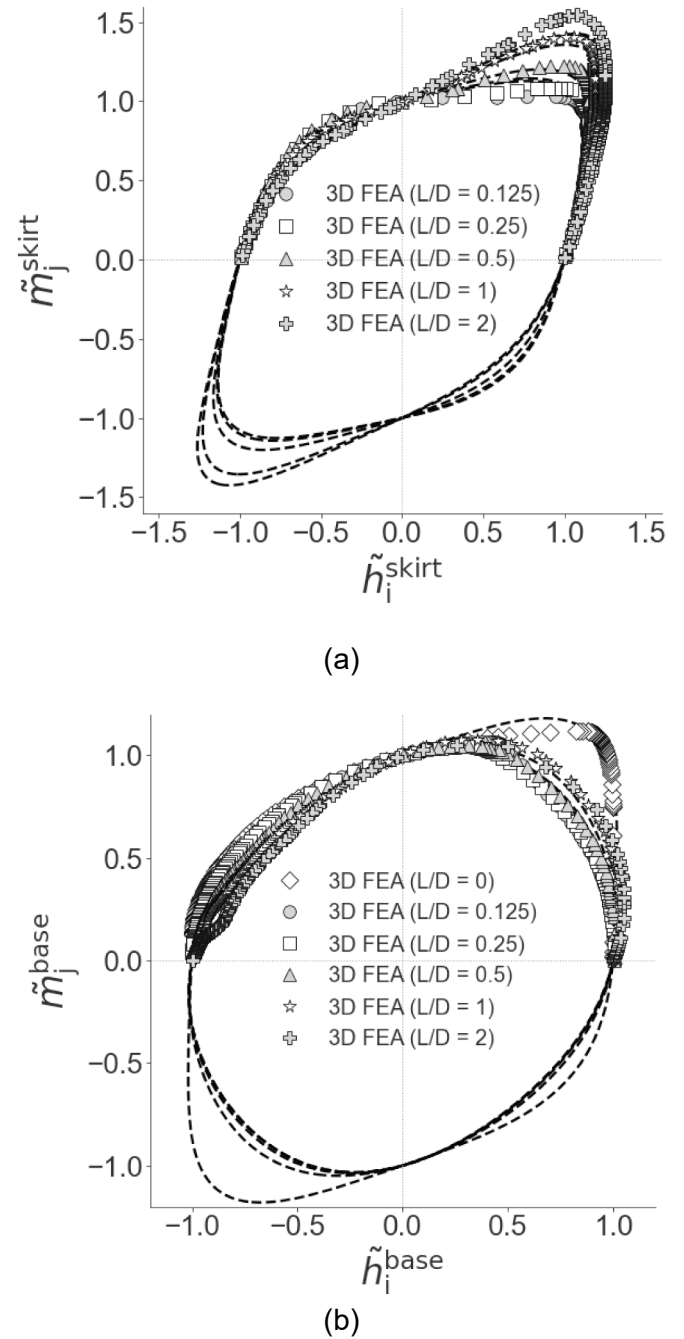 1.5
1.0
0.5
0.0
−0.5
−1.0
−1.5
m̃_j^skirt
3D FEA (L/D = 0.125)
3D FEA (L/D = 0.25)
3D FEA (L/D = 0.5)
3D FEA (L/D = 1)
3D FEA (L/D = 2)
−1.5 −1.0 −0.5 0.0 0.5 1.0 1.5
h̃_i^skirt
(a)
1.0
0.5
0.0
−0.5
−1.0
m̃_j^base
3D FEA (L/D = 0)
3D FEA (L/D = 0.125)
3D FEA (L/D = 0.25)
3D FEA (L/D = 0.5)
3D FEA (L/D = 1)
3D FEA (L/D = 2)
−1.0 −0.5 0.0 0.5 1.0
h̃_i^base
(b)